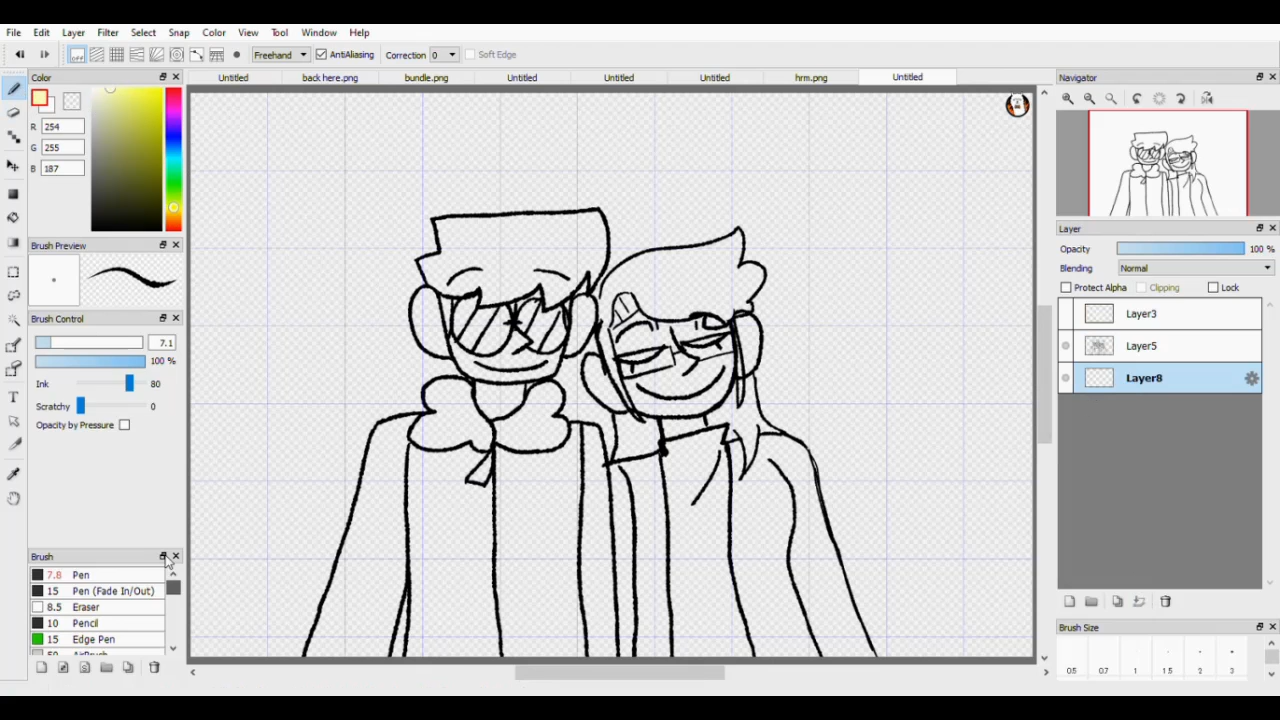 File Edit Layer Filter Select Snap Color View Tool Window Help
OFF Freehand AntiAliasing Correction 0 Soft Edge
Color
Untitled back here.png bundle.png Untitled Untitled Untitled hrm.png Untitled
Navigator
R 254
G 255
B 187
Layer
Brush Preview
Opacity 100 %
Blending Normal
Protect Alpha Clipping Lock
Layer3
Brush Control
7.1
Layer5
100 %
Layer8
Ink 80
Scratchy 0
Opacity by Pressure
Brush
7.8 Pen
15 Pen (Fade In/Out)
8.5 Eraser
10 Pencil
15 Edge Pen
50 AirBrush
Brush Size
0.5 0.7 1 1.5 2 3